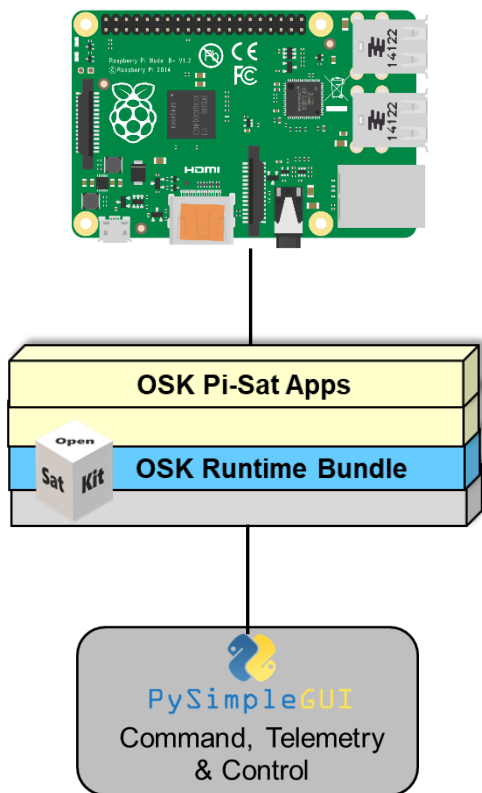 Raspberry Pi Model B+ V1.2
©Raspberry Pi 2014
CE
FC
HDMI
14122
14122
OSK Pi-Sat Apps
OSK Runtime Bundle
Open
Sat Kit
PySimpleGUI
Command, Telemetry
& Control